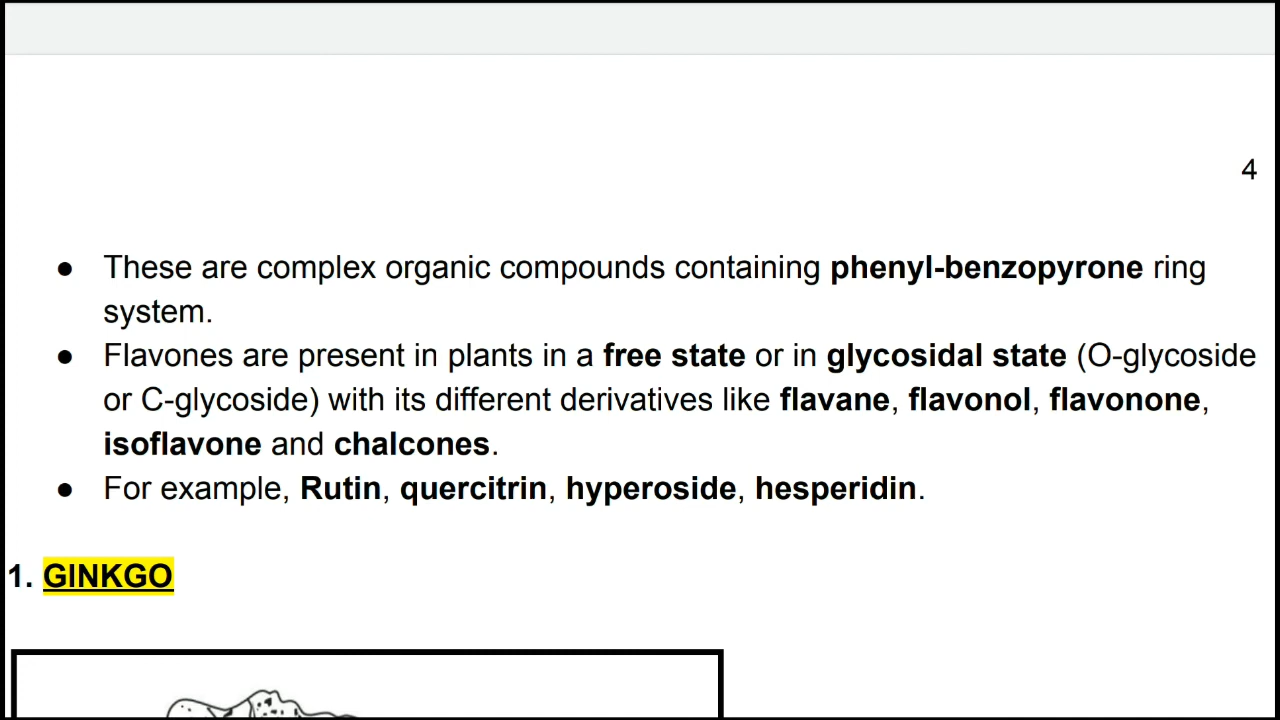 4
● These are complex organic compounds containing phenyl-benzopyrone ring
system.
● Flavones are present in plants in a free state or in glycosidal state (O-glycoside
or C-glycoside) with its different derivatives like flavane, flavonol, flavonone,
isoflavone and chalcones.
● For example, Rutin, quercitrin, hyperoside, hesperidin.
1. GINKGO